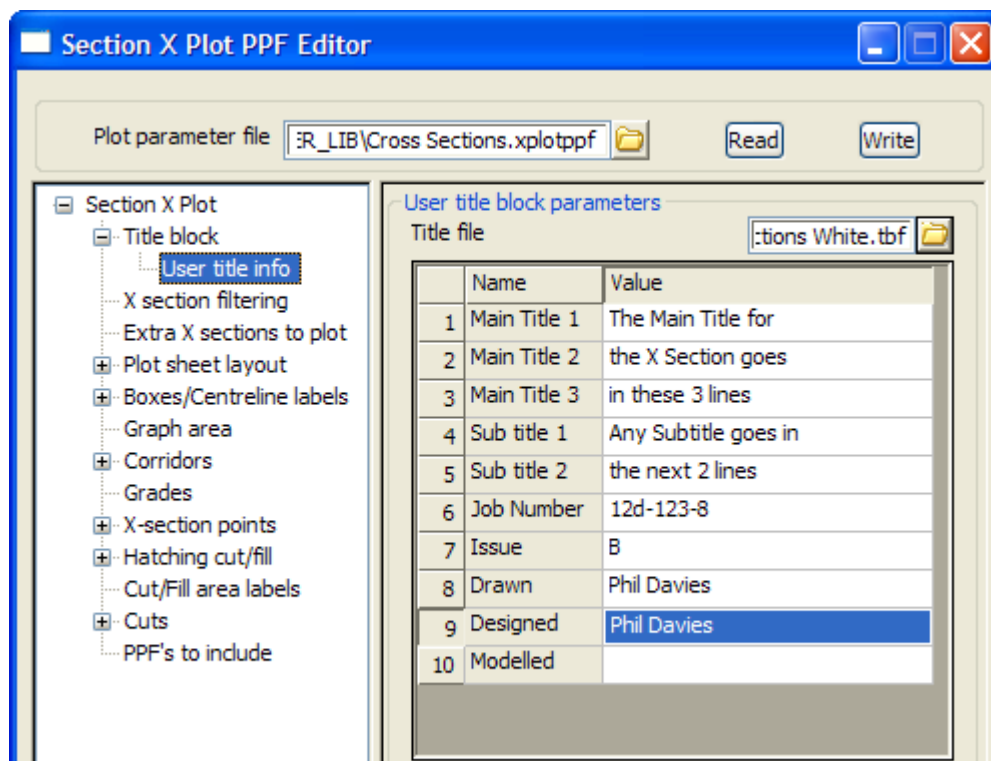 Section X Plot PPF Editor
Plot parameter file ER_LIB\Cross Sections.xplotppf Read Write
Section X Plot
Title block
User title info
X section filtering
Extra X sections to plot
Plot sheet layout
Boxes/Centreline labels
Graph area
Corridors
Grades
X-section points
Hatching cut/fill
Cut/Fill area labels
Cuts
PPF's to include
User title block parameters
Title file ctions White.tbf
Name Value
1 Main Title 1 The Main Title for
2 Main Title 2 the X Section goes
3 Main Title 3 in these 3 lines
4 Sub title 1 Any Subtitle goes in
5 Sub title 2 the next 2 lines
6 Job Number 12d-123-8
7 Issue B
8 Drawn Phil Davies
9 Designed Phil Davies
10 Modelled